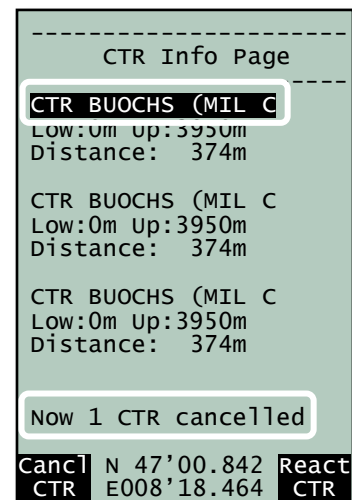 CTR Info Page
CTR BUOCHS (MIL C
Low:0m Up:3950m
Distance: 374m
CTR BUOCHS (MIL C
Low:0m Up:3950m
Distance: 374m
CTR BUOCHS (MIL C
Low:0m Up:3950m
Distance: 374m
Now 1 CTR cancelled
Cancl N 47’00.842 React
CTR E008’18.464 CTR